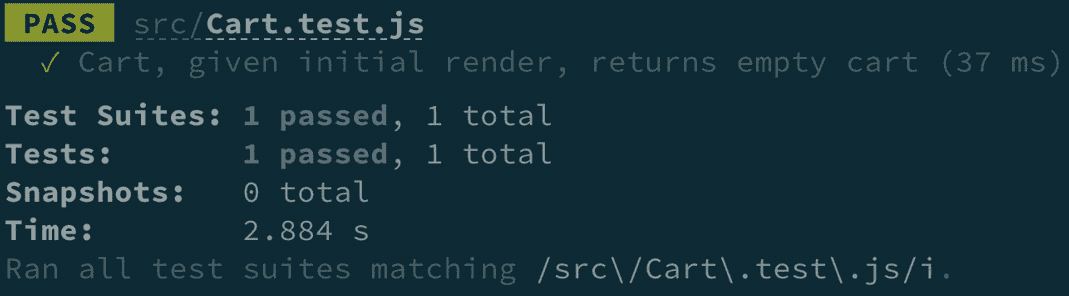 PASS src/Cart.test.js
✓ Cart, given initial render, returns empty cart (37 ms)
Test Suites: 1 passed, 1 total
Tests: 1 passed, 1 total
Snapshots: 0 total
Time: 2.884 s
Ran all test suites matching /src\/Cart\.test\.js/i.